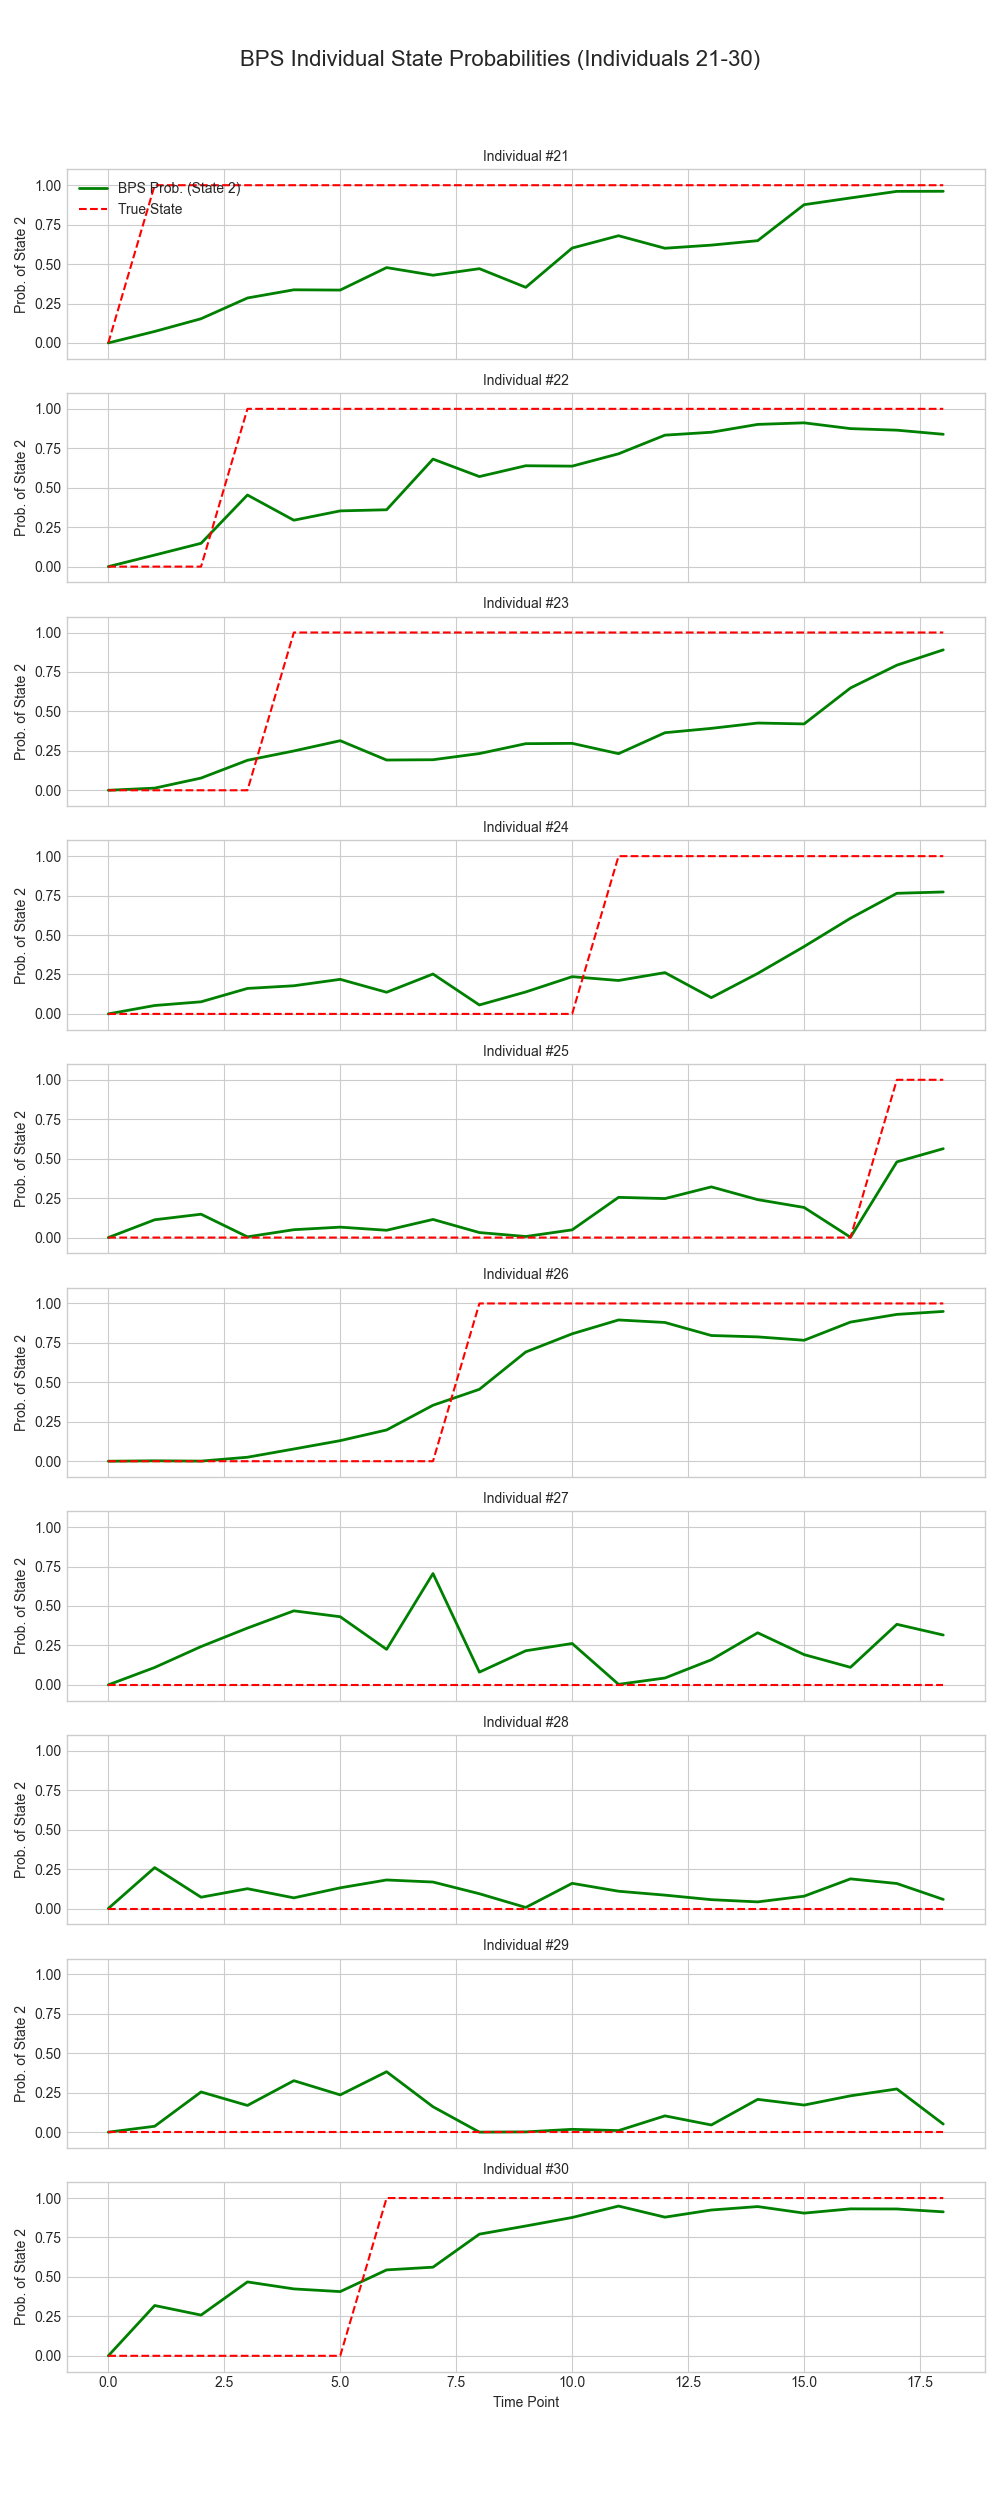 BPS Individual State Probabilities (Individuals 21-30)
Individual #21
Prob. of State 2
1.00
0.75
0.50
0.25
0.00
BPS Prob. (State 2)
True State
Individual #22
Prob. of State 2
1.00
0.75
0.50
0.25
0.00
Individual #23
Prob. of State 2
1.00
0.75
0.50
0.25
0.00
Individual #24
Prob. of State 2
1.00
0.75
0.50
0.25
0.00
Individual #25
Prob. of State 2
1.00
0.75
0.50
0.25
0.00
Individual #26
Prob. of State 2
1.00
0.75
0.50
0.25
0.00
Individual #27
Prob. of State 2
1.00
0.75
0.50
0.25
0.00
Individual #28
Prob. of State 2
1.00
0.75
0.50
0.25
0.00
Individual #29
Prob. of State 2
1.00
0.75
0.50
0.25
0.00
Individual #30
Prob. of State 2
1.00
0.75
0.50
0.25
0.00
0.0 2.5 5.0 7.5 10.0 12.5 15.0 17.5
Time Point